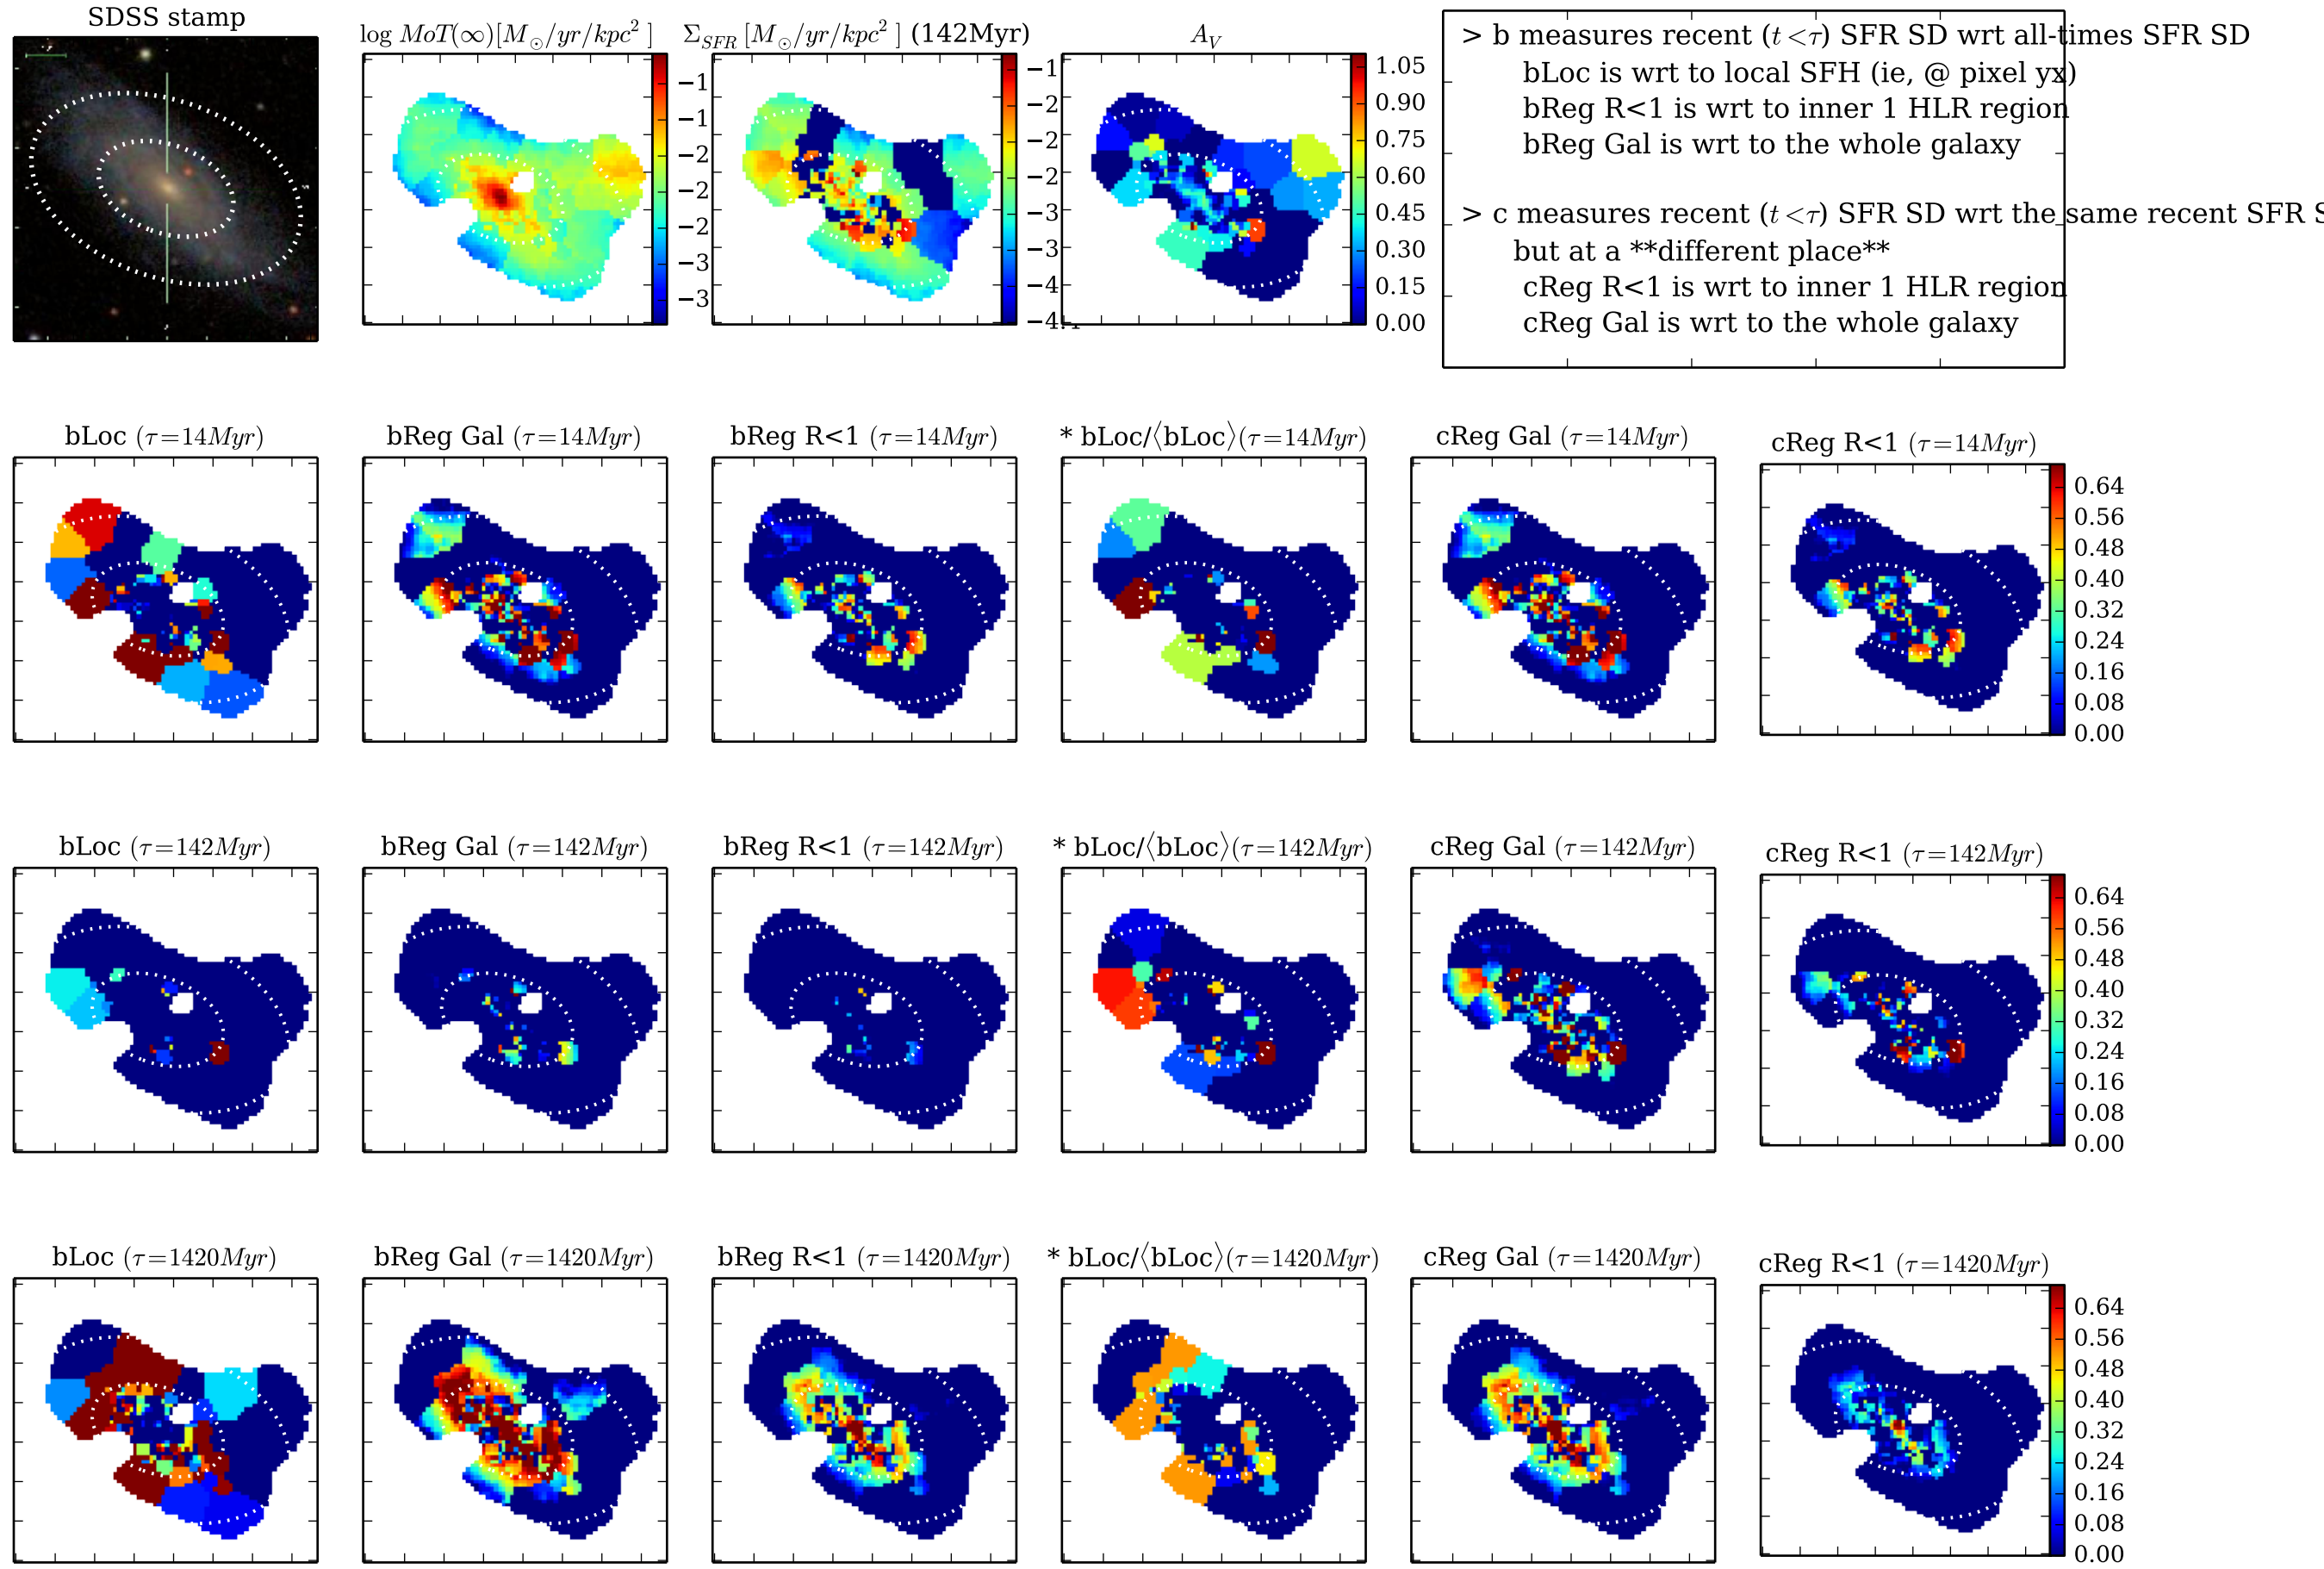 SDSS stamp
log MoT(∞)[M⊙/yr/kpc² ]
Σ_SFR [M⊙/yr/kpc² ] (142Myr)
A_V
−1
−1
−2
−2
−2
−3
−3
−1
−2
−2
−2
−3
−3
−4
1.05
0.90
0.75
0.60
0.45
0.30
0.15
0.00
> b measures recent (t<τ) SFR SD wrt all-times SFR SD
bLoc is wrt to local SFH (ie, @ pixel yx)
bReg R<1 is wrt to inner 1 HLR region
bReg Gal is wrt to the whole galaxy
> c measures recent (t<τ) SFR SD wrt the same recent SFR
but at a **different place**
cReg R<1 is wrt to inner 1 HLR region
cReg Gal is wrt to the whole galaxy
bLoc (τ=14Myr)
bReg Gal (τ=14Myr)
bReg R<1 (τ=14Myr)
* bLoc/⟨bLoc⟩(τ=14Myr)
cReg Gal (τ=14Myr)
cReg R<1 (τ=14Myr)
0.64
0.56
0.48
0.40
0.32
0.24
0.16
0.08
0.00
bLoc (τ=142Myr)
bReg Gal (τ=142Myr)
bReg R<1 (τ=142Myr)
* bLoc/⟨bLoc⟩(τ=142Myr)
cReg Gal (τ=142Myr)
cReg R<1 (τ=142Myr)
0.64
0.56
0.48
0.40
0.32
0.24
0.16
0.08
0.00
bLoc (τ=1420Myr)
bReg Gal (τ=1420Myr)
bReg R<1 (τ=1420Myr)
* bLoc/⟨bLoc⟩(τ=1420Myr)
cReg Gal (τ=1420Myr)
cReg R<1 (τ=1420Myr)
0.64
0.56
0.48
0.40
0.32
0.24
0.16
0.08
0.00